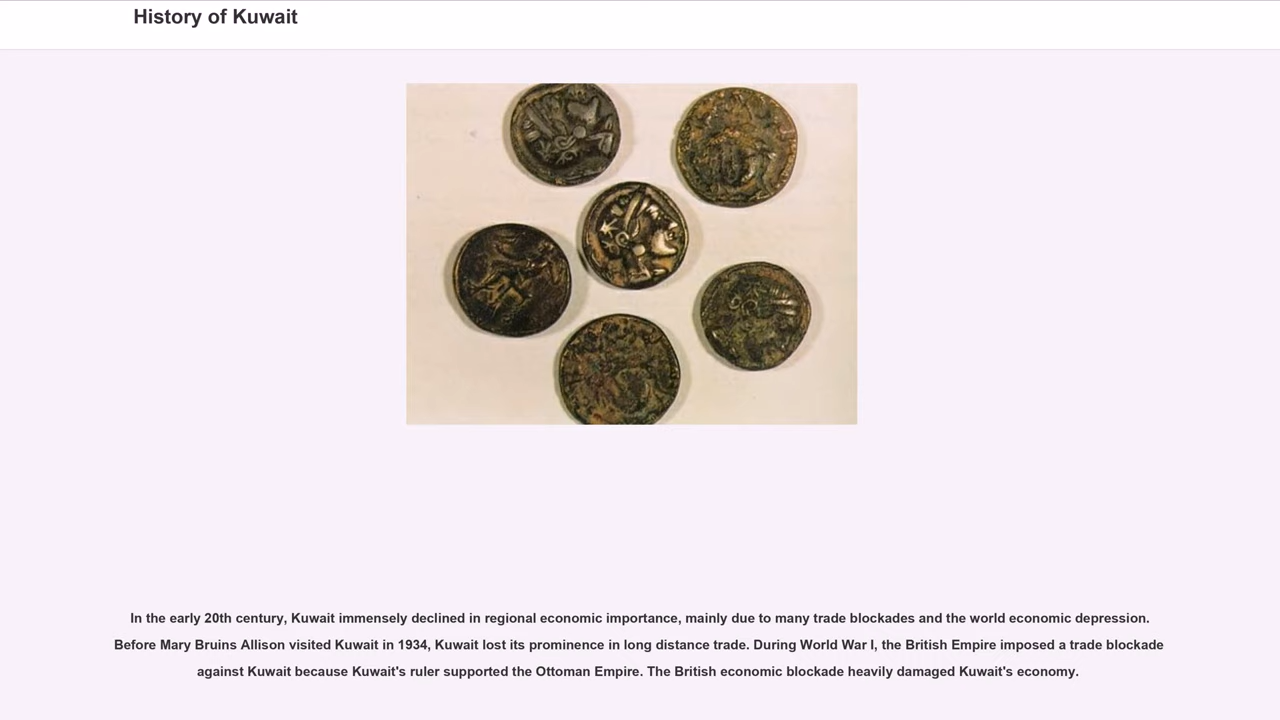 History of Kuwait
In the early 20th century, Kuwait immensely declined in regional economic importance, mainly due to many trade blockades and the world economic depression.
Before Mary Bruins Allison visited Kuwait in 1934, Kuwait lost its prominence in long distance trade. During World War I, the British Empire imposed a trade blockade
against Kuwait because Kuwait's ruler supported the Ottoman Empire. The British economic blockade heavily damaged Kuwait's economy.